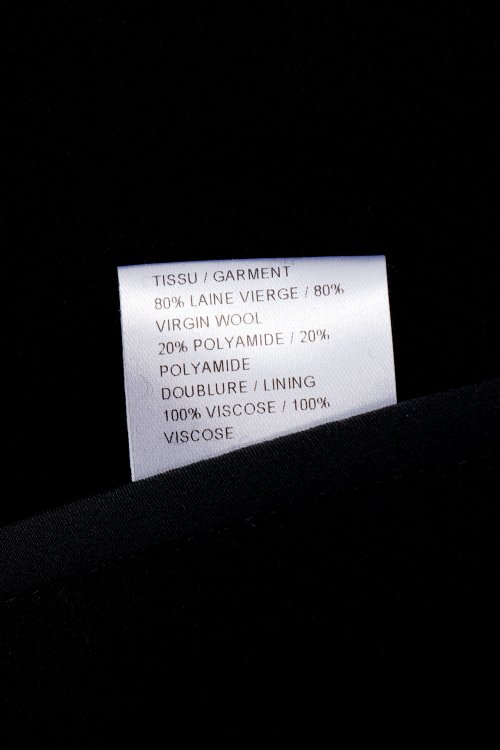 TISSU / GARMENT
80% LAINE VIERGE / 80%
VIRGIN WOOL
20% POLYAMIDE / 20%
POLYAMIDE
DOUBLURE / LINING
100% VISCOSE / 100%
VISCOSE